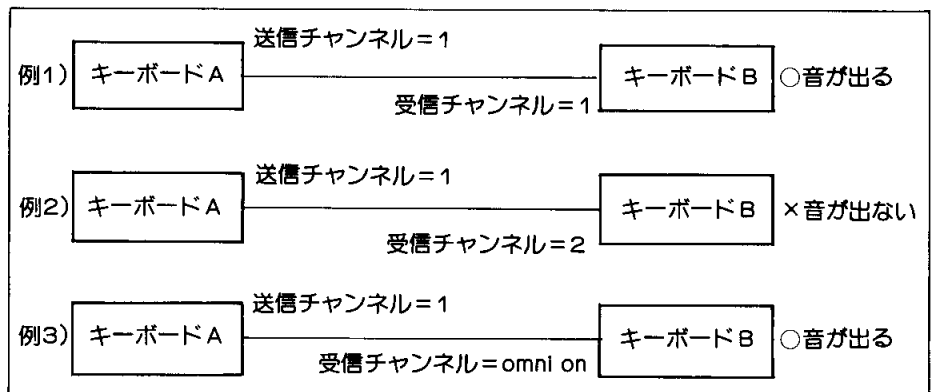 送信チャンネル=1
例1) キーボードA キーボードB ○音が出る
受信チャンネル=1
送信チャンネル=1
例2) キーボードA キーボードB ×音が出ない
受信チャンネル=2
送信チャンネル=1
例3) キーボードA キーボードB ○音が出る
受信チャンネル=omni on